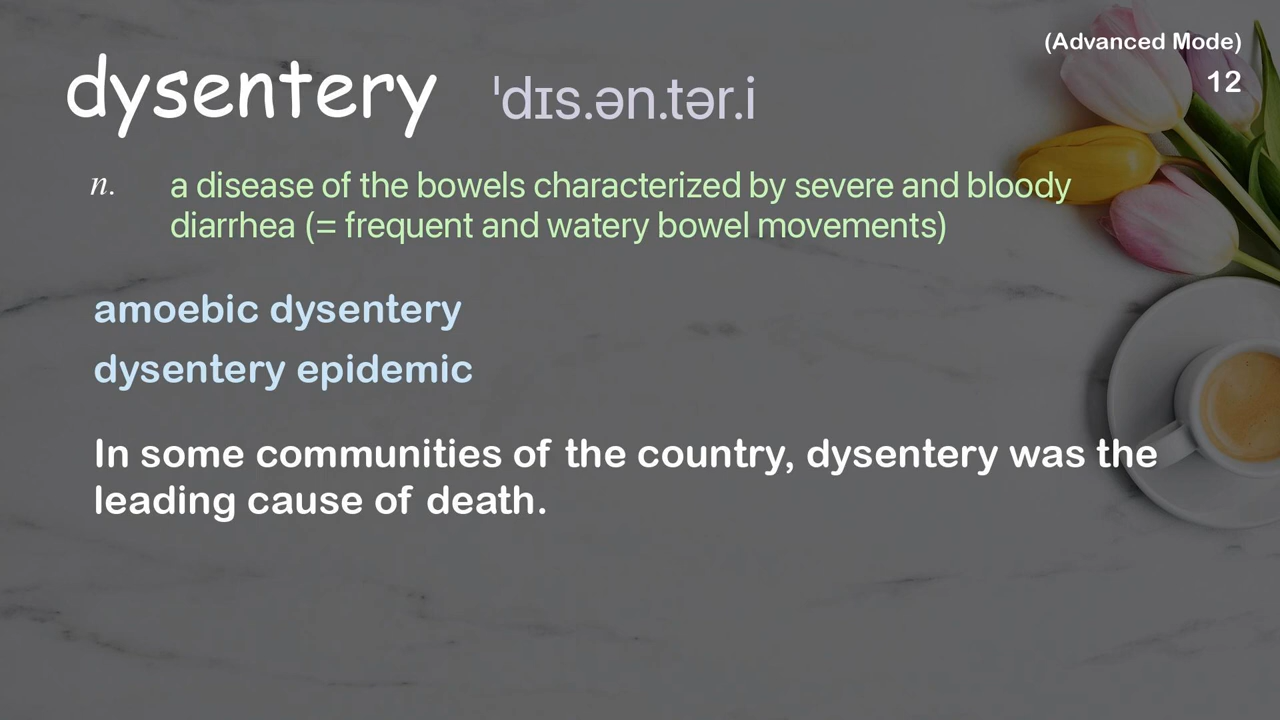 (Advanced Mode)
12
dysentery ˈdɪs.ən.tər.i
n. a disease of the bowels characterized by severe and bloody
diarrhea (= frequent and watery bowel movements)
amoebic dysentery
dysentery epidemic
In some communities of the country, dysentery was the
leading cause of death.